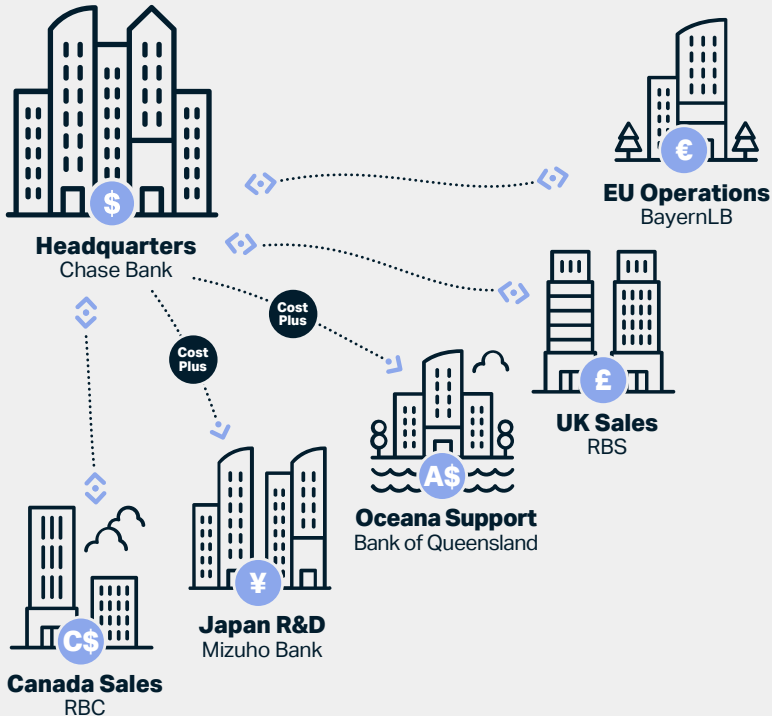 $
Headquarters
Chase Bank
€
EU Operations
BayernLB
Cost
Plus
Cost
Plus
£
UK Sales
RBS
A$
Oceana Support
Bank of Queensland
¥
Japan R&D
Mizuho Bank
C$
Canada Sales
RBC